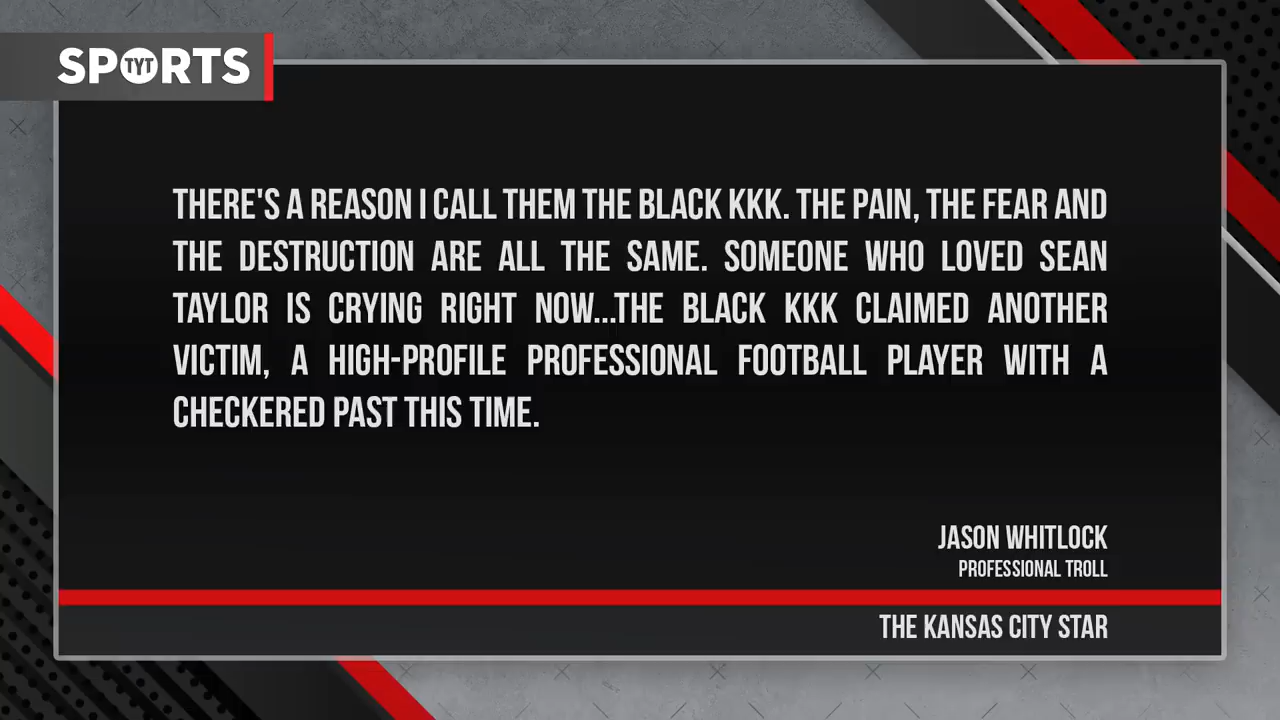 SPORTS
TYT
THERE'S A REASON I CALL THEM THE BLACK KKK. THE PAIN, THE FEAR AND
THE DESTRUCTION ARE ALL THE SAME. SOMEONE WHO LOVED SEAN
TAYLOR IS CRYING RIGHT NOW...THE BLACK KKK CLAIMED ANOTHER
VICTIM, A HIGH-PROFILE PROFESSIONAL FOOTBALL PLAYER WITH A
CHECKERED PAST THIS TIME.
JASON WHITLOCK
PROFESSIONAL TROLL
THE KANSAS CITY STAR